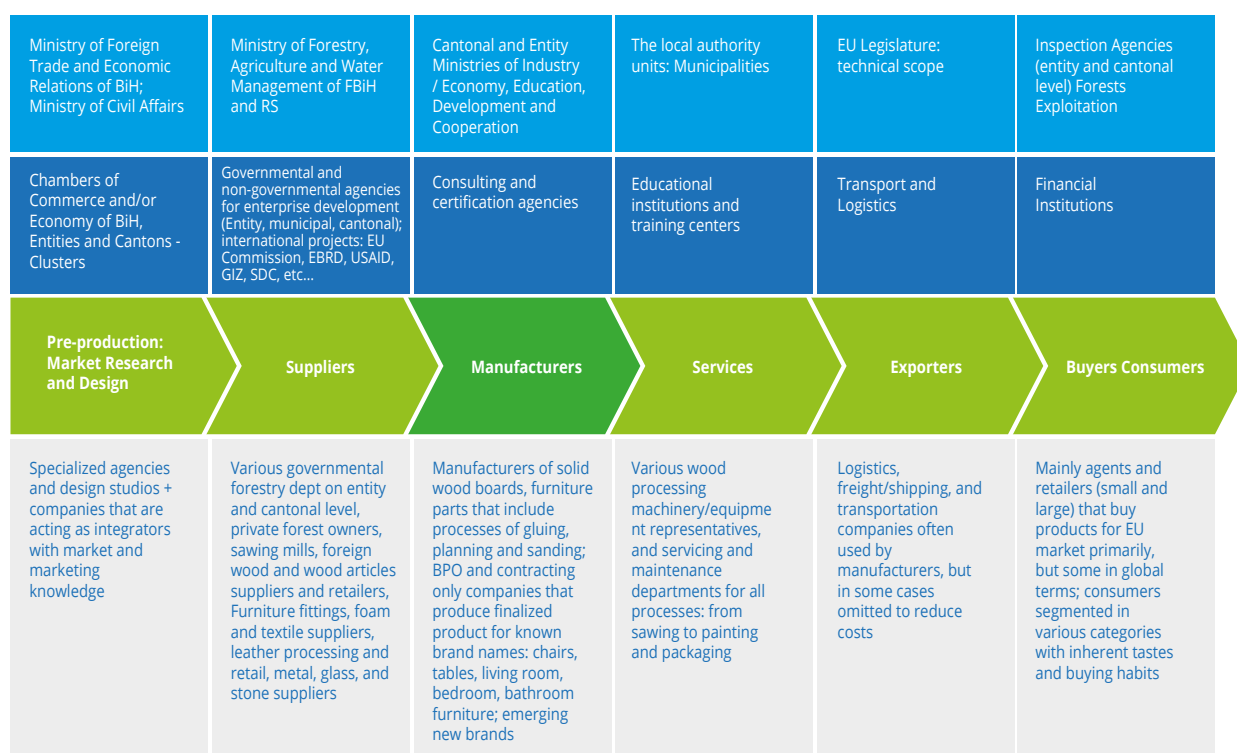 Ministry of Foreign
Trade and Economic
Relations of BiH;
Ministry of Civil Affairs
Ministry of Forestry,
Agriculture and Water
Management of FBiH
and RS
Cantonal and Entity
Ministries of Industry
/ Economy, Education,
Development and
Cooperation
The local authority
units: Municipalities
EU Legislature:
technical scope
Inspection Agencies
(entity and cantonal
level) Forests
Exploitation
Chambers of
Commerce and/or
Economy of BiH,
Entities and Cantons -
Clusters
Governmental and
non-governmental agencies
for enterprise development
(Entity, municipal, cantonal);
international projects: EU
Commission, EBRD, USAID,
GIZ, SDC, etc...
Consulting and
certification agencies
Educational
institutions and
training centers
Transport and
Logistics
Financial
Institutions
Pre-production:
Market Research
and Design
Suppliers
Manufacturers
Services
Exporters
Buyers Consumers
Specialized agencies
and design studios +
companies that are
acting as integrators
with market and
marketing
knowledge
Various governmental
forestry dept on entity
and cantonal level,
private forest owners,
sawing mills, foreign
wood and wood articles
suppliers and retailers,
Furniture fittings, foam
and textile suppliers,
leather processing and
retail, metal, glass, and
stone suppliers
Manufacturers of solid
wood boards, furniture
parts that include
processes of gluing,
planning and sanding;
BPO and contracting
only companies that
produce finalized
product for known
brand names: chairs,
tables, living room,
bedroom, bathroom
furniture; emerging
new brands
Various wood
processing
machinery/equipme
nt representatives,
and servicing and
maintenance
departments for all
processes: from
sawing to painting
and packaging
Logistics,
freight/shipping, and
transportation
companies often
used by
manufacturers, but
in some cases
omitted to reduce
costs
Mainly agents and
retailers (small and
large) that buy
products for EU
market primarily,
but some in global
terms; consumers
segmented in
various categories
with inherent tastes
and buying habits